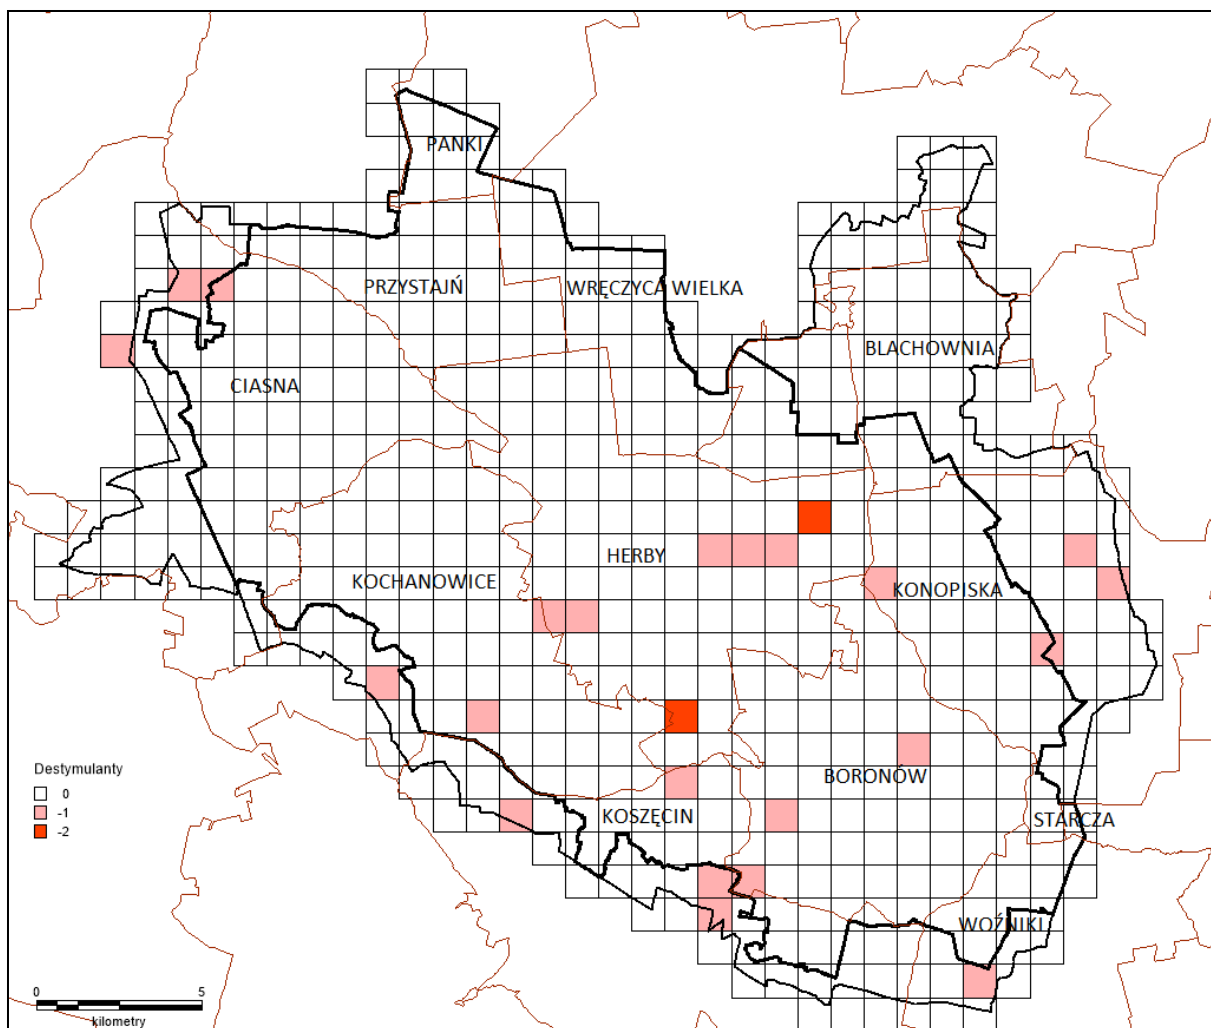 PANKI
PRZYSTAJŃ
WRĘCZYCA WIELKA
BLACHOWNIA
CIASNA
HERBY
KOCHANOWICE
KONOPISKA
Destymulanty
0
-1
-2
BORONÓW
KOSZĘCIN
STARCZA
WOŹNIKI
0 5
kilometry